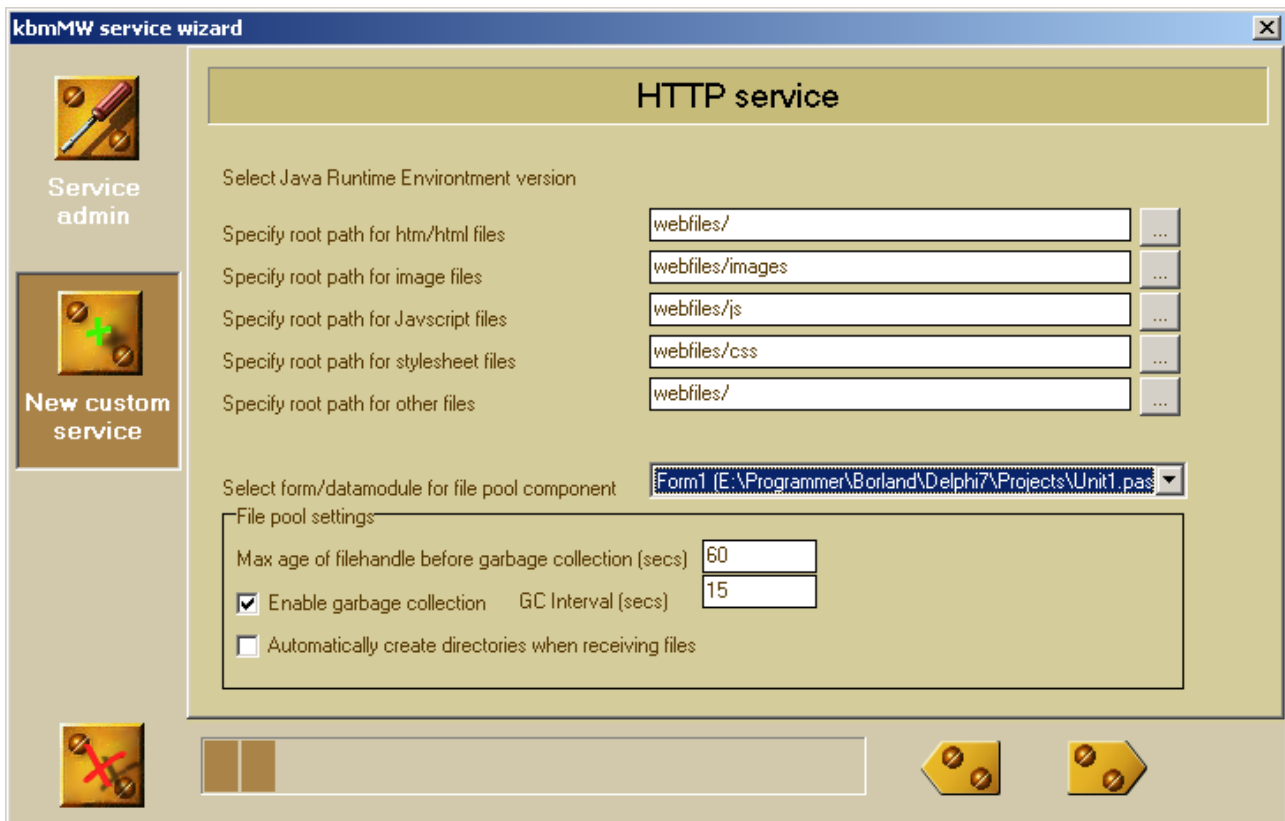 kbmMW service wizard
Service
admin
New custom
service
HTTP service
Select Java Runtime Environtment version
Specify root path for htm/html files
webfiles/
...
Specify root path for image files
webfiles/images
...
Specify root path for Javscript files
webfiles/js
...
Specify root path for stylesheet files
webfiles/css
...
Specify root path for other files
webfiles/
...
Select form/datamodule for file pool component
Form1 (E:\Programmer\Borland\Delphi7\Projects\Unit1.pas
File pool settings
Max age of filehandle before garbage collection (secs)
60
Enable garbage collection
GC Interval (secs)
15
Automatically create directories when receiving files